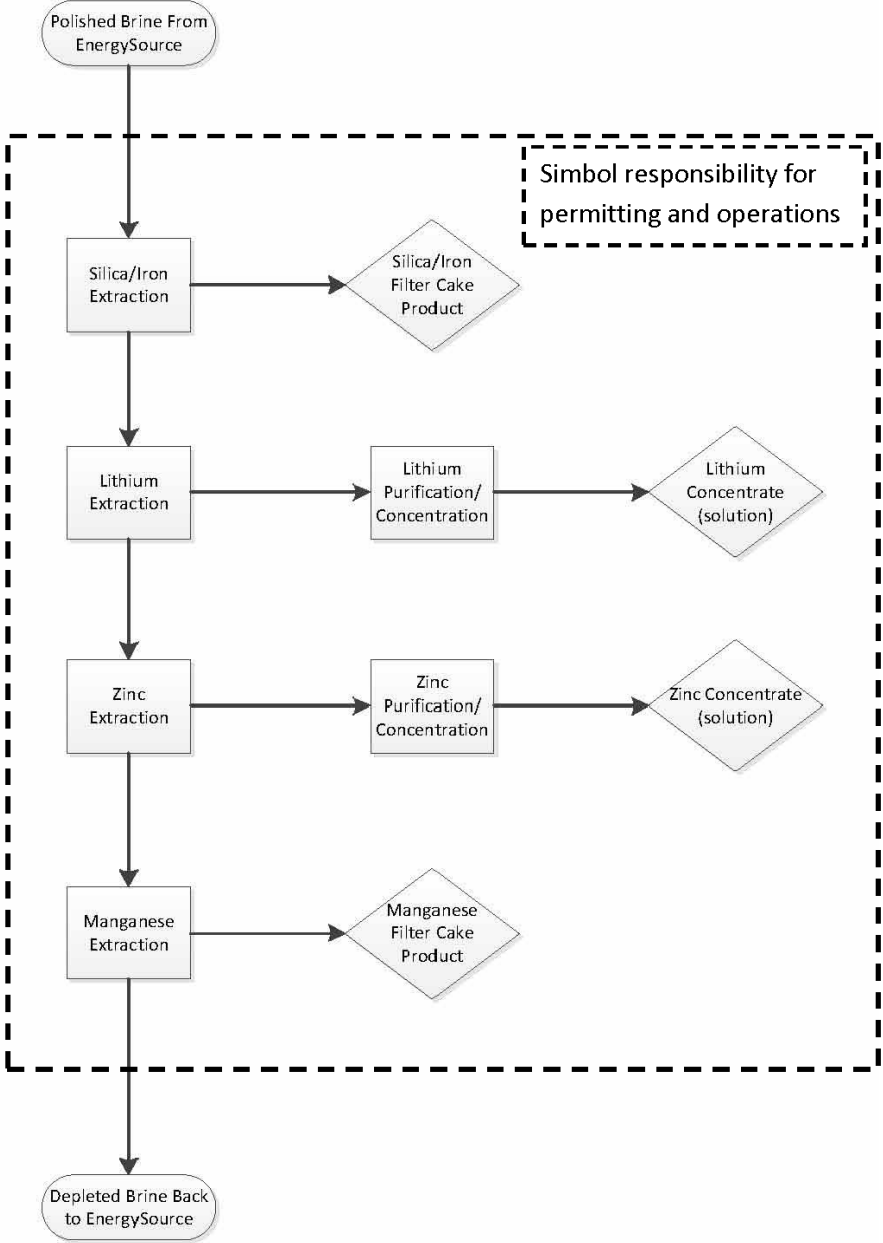 Polished Brine From
EnergySource
Simbol responsibility for
permitting and operations
Silica/Iron
Extraction
Silica/Iron
Filter Cake
Product
Lithium
Extraction
Lithium
Purification/
Concentration
Lithium
Concentrate
(solution)
Zinc
Extraction
Zinc
Purification/
Concentration
Zinc Concentrate
(solution)
Manganese
Extraction
Manganese
Filter Cake
Product
Depleted Brine Back
to EnergySource